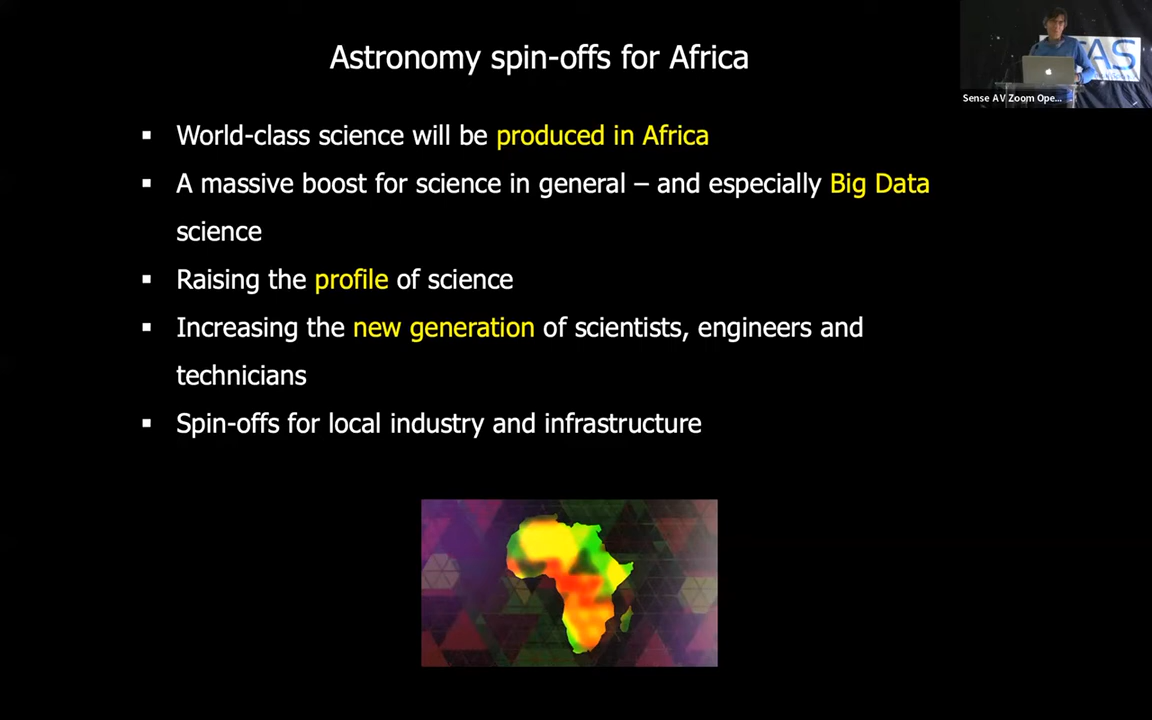 Astronomy spin-offs for Africa
AS
Sense AV Zoom Ope...
▪ World-class science will be produced in Africa
▪ A massive boost for science in general – and especially Big Data
science
▪ Raising the profile of science
▪ Increasing the new generation of scientists, engineers and
technicians
▪ Spin-offs for local industry and infrastructure